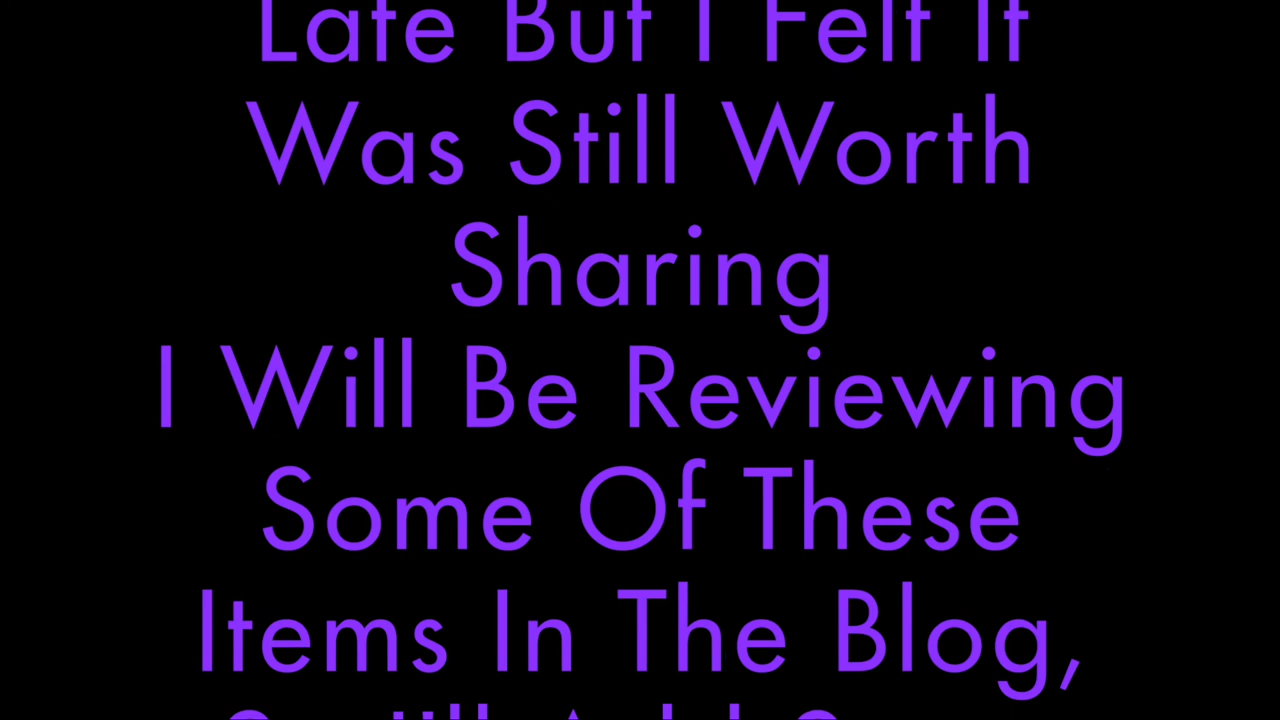 Late But I Felt It
Was Still Worth
Sharing
I Will Be Reviewing
Some Of These
Items In The Blog,